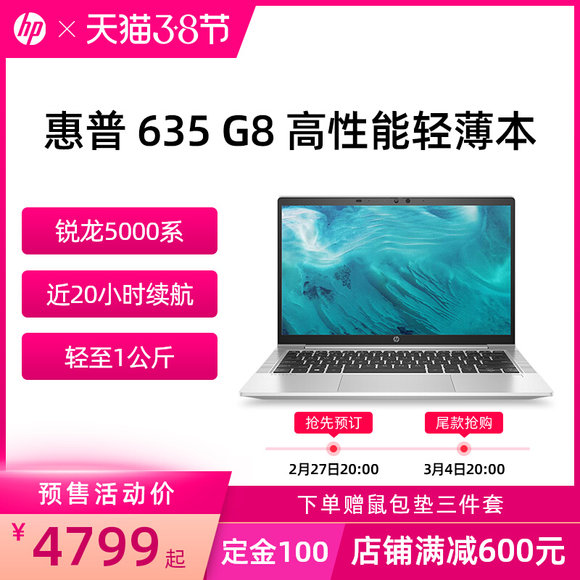 hp × 天猫3.8节
惠普 635 G8 高性能轻薄本
锐龙5000系
近20小时续航
轻至1公斤
抢先预订
尾款抢购
2月27日20:00
3月4日20:00
预售活动价
下单赠鼠包垫三件套
¥4799起
定金100
店铺满减600元